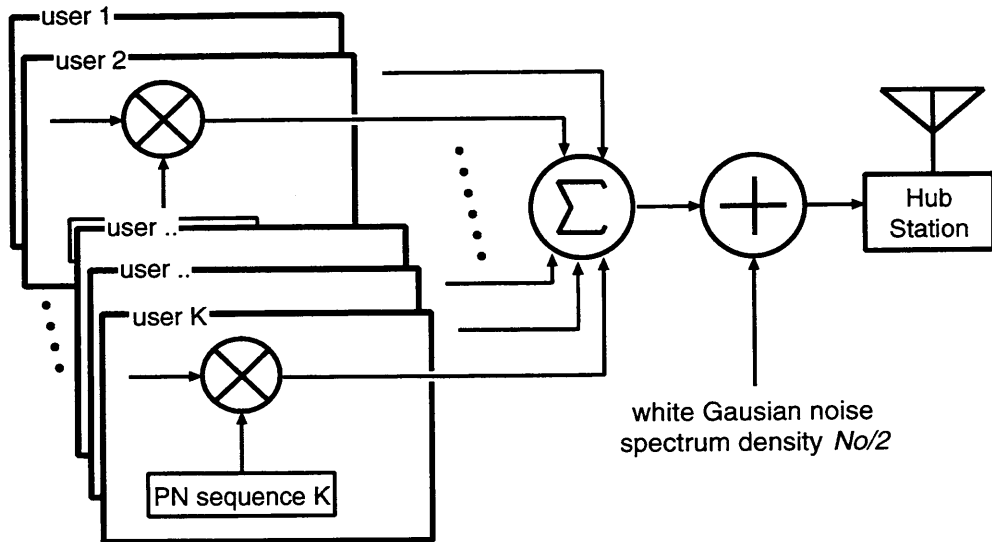 user 1
user 2
user ..
user ..
user K
PN sequence K
Σ
Hub
Station
white Gausian noise
spectrum density No/2